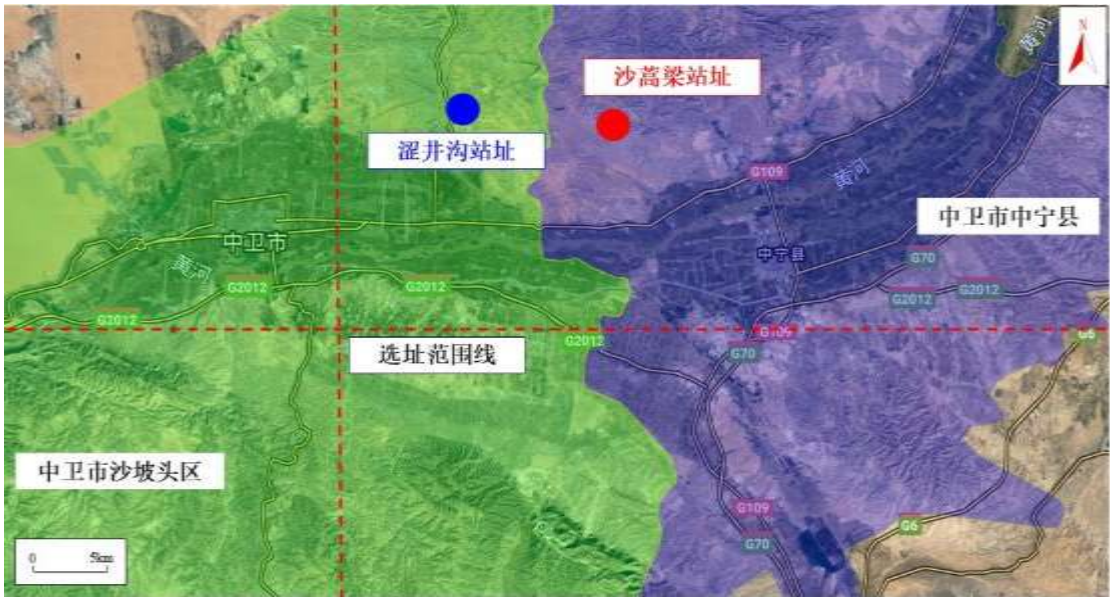 黄河
N
沙蒿梁站址
涩井沟站址
G109
黄河
中卫市中宁县
中卫市
中宁县
黄河
G70
G2012
G2012
G2012
G2012
G2012
G109
G6
G2012
选址范围线
G70
中卫市沙坡头区
G109
G6
G70
0 5km